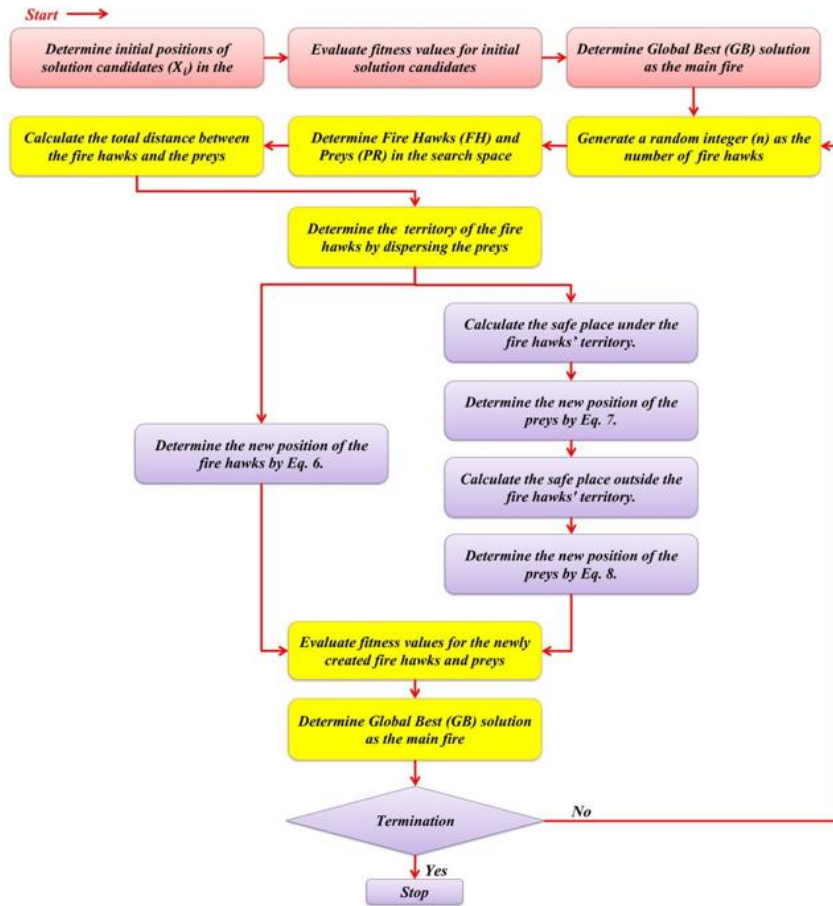 Start
Determine initial positions of
solution candidates (Xi) in the
Evaluate fitness values for initial
solution candidates
Determine Global Best (GB) solution
as the main fire
Calculate the total distance between
the fire hawks and the preys
Determine Fire Hawks (FH) and
Preys (PR) in the search space
Generate a random integer (n) as the
number of fire hawks
Determine the territory of the fire
hawks by dispersing the preys
Calculate the safe place under the
fire hawks’ territory.
Determine the new position of the
preys by Eq. 7.
Determine the new position of the
fire hawks by Eq. 6.
Calculate the safe place outside the
fire hawks' territory.
Determine the new position of the
preys by Eq. 8.
Evaluate fitness values for the newly
created fire hawks and preys
Determine Global Best (GB) solution
as the main fire
Termination
No
Yes
Stop